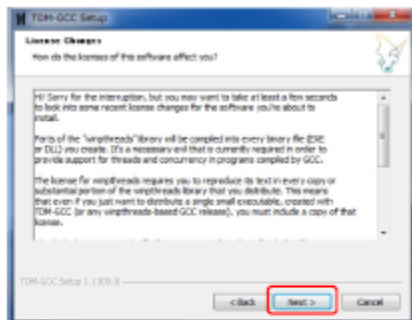 TDM-GCC Setup
License Changes
How do the licenses of this software affect you?
Hi! Sorry for the interruption, but you may want to take at least a few seconds
to look into some recent license changes for the software you're about to
install.
Parts of the "winpthreads" library will be compiled into every binary file (EXE
or DLL) you create. It's a necessary evil that is currently required in order to
provide support for threads and concurrency in programs compiled by GCC.
The license for winpthreads requires you to reproduce its text in every copy or
substantial portion of the winpthreads library that you distribute. This means
that even if you just want to distribute a single small executable, created with
TDM-GCC (or any winpthreads-based GCC release), you must include a copy of that
license.
TDM-GCC Setup 1.1309.0
< Back
Next >
Cancel